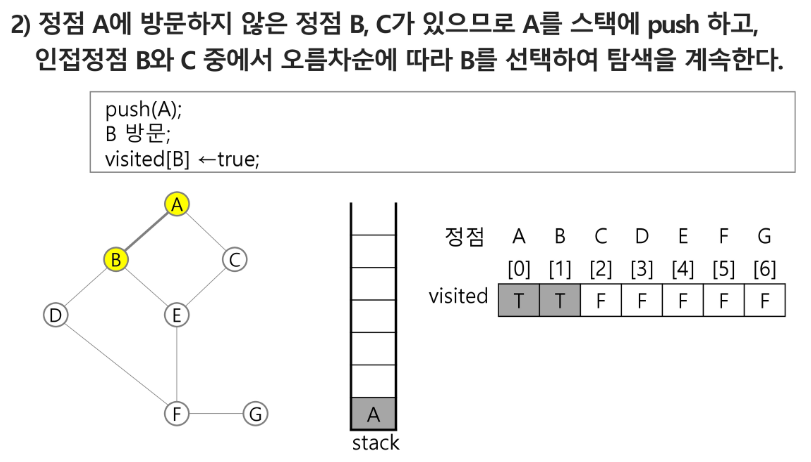 2) 정점 A에 방문하지 않은 정점 B, C가 있으므로 A를 스택에 push 하고,
인접정점 B와 C 중에서 오름차순에 따라 B를 선택하여 탐색을 계속한다.
push(A);
B 방문;
visited[B] ←true;
A
B
C
D
E
F
G
A
stack
정점 A B C D E F G
[0] [1] [2] [3] [4] [5] [6]
visited T T F F F F F